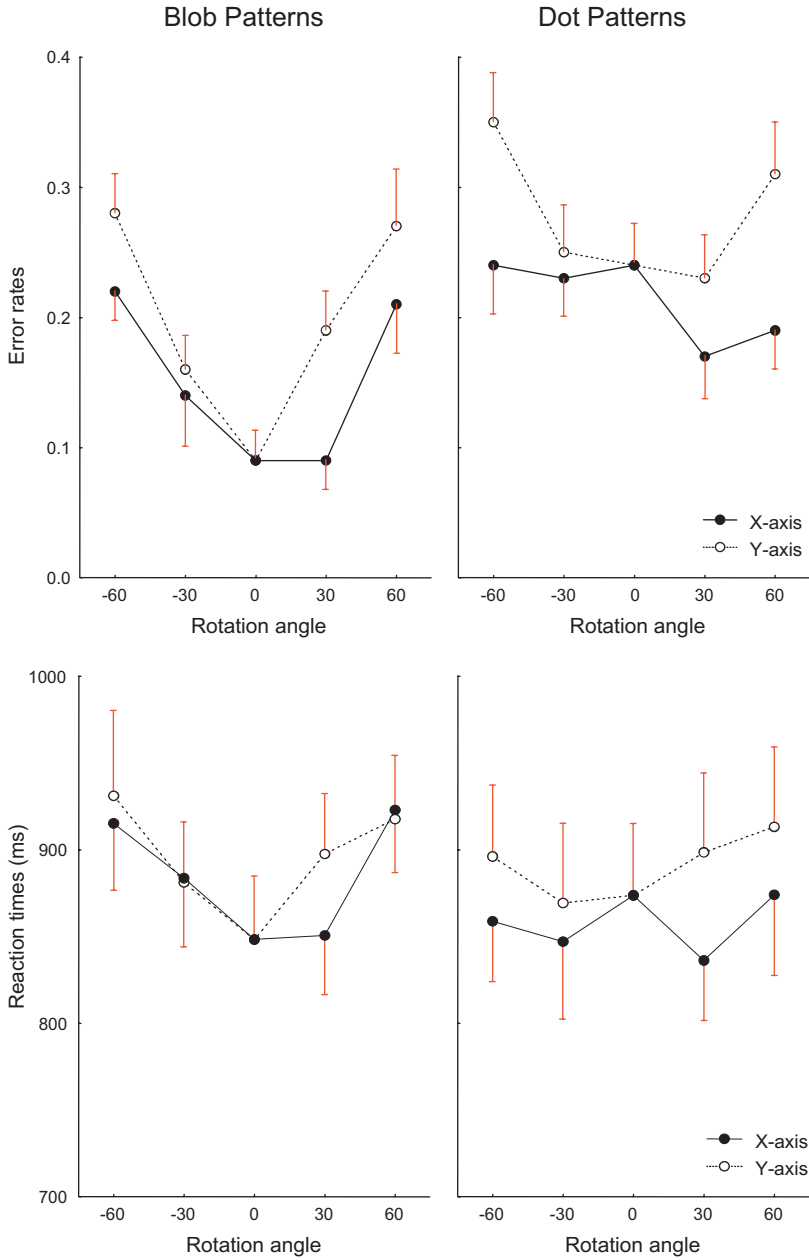 Blob Patterns
Dot Patterns
0.4
0.3
0.2
0.1
0.0
Error rates
-60 -30 0 30 60
Rotation angle
X-axis
Y-axis
-60 -30 0 30 60
Rotation angle
1000
900
800
700
Reaction times (ms)
-60 -30 0 30 60
Rotation angle
X-axis
Y-axis
-60 -30 0 30 60
Rotation angle